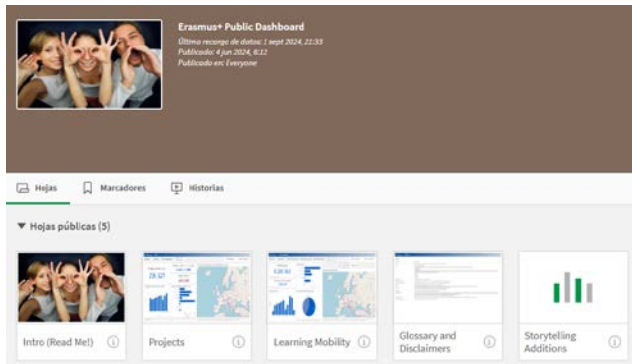 Erasmus+ Public Dashboard
Última recarga de datos: 1 sept 2024, 21:33
Publicado: 4 jun 2024, 6:12
Publicado en: Everyone
Hojas
Marcadores
Historias
Hojas públicas (5)
Intro (Read Me!)
Projects
Learning Mobility
Glossary and
Disclaimers
Storytelling
Additions